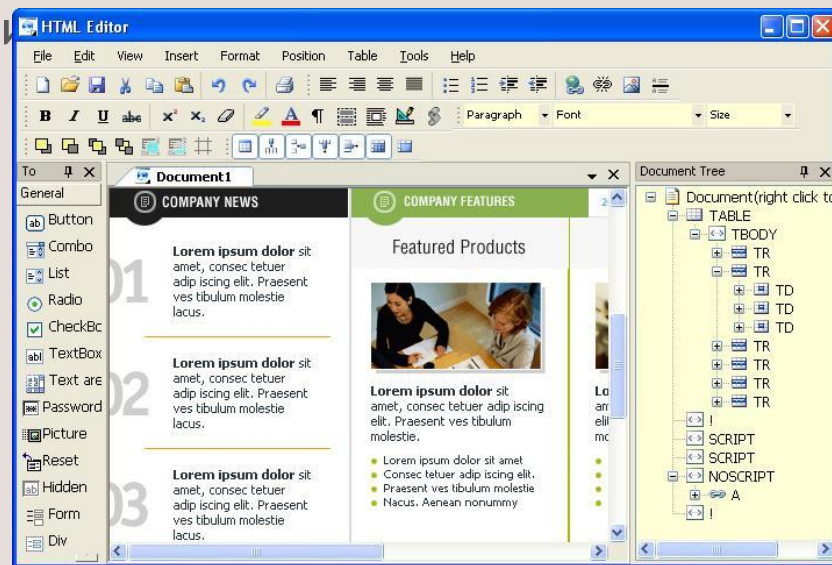 HTML Editor
File Edit View Insert Format Position Table Tools Help
Paragraph Font Size
To
General
Button
Combo
List
Radio
CheckBc
TextBox
Text are
Password
Picture
Reset
Hidden
Form
Div
Document1
COMPANY NEWS
01
Lorem ipsum dolor sit
amet, consec tetuer
adip iscing elit. Praesent
ves tibulum molestie
lacus.
02
Lorem ipsum dolor sit
amet, consec tetuer
adip iscing elit. Praesent
ves tibulum molestie
lacus.
03
Lorem ipsum dolor sit
amet, consec tetuer
adip iscing elit. Praesent
ves tibulum molestie
lacus.
COMPANY FEATURES
Featured Products
Lorem ipsum dolor sit
amet, consec tetuer adip iscing
elit. Praesent ves tibulum
molestie.
Lorem ipsum dolor sit amet
Consec tetuer adip iscing elit.
Praesent ves tibulum molestie
Nacus. Aenean nonummy
Document Tree
Document(right click to
TABLE
TBODY
TR
TR
TD
TD
TD
TR
TR
TR
TR
!
SCRIPT
SCRIPT
NOSCRIPT
A
!